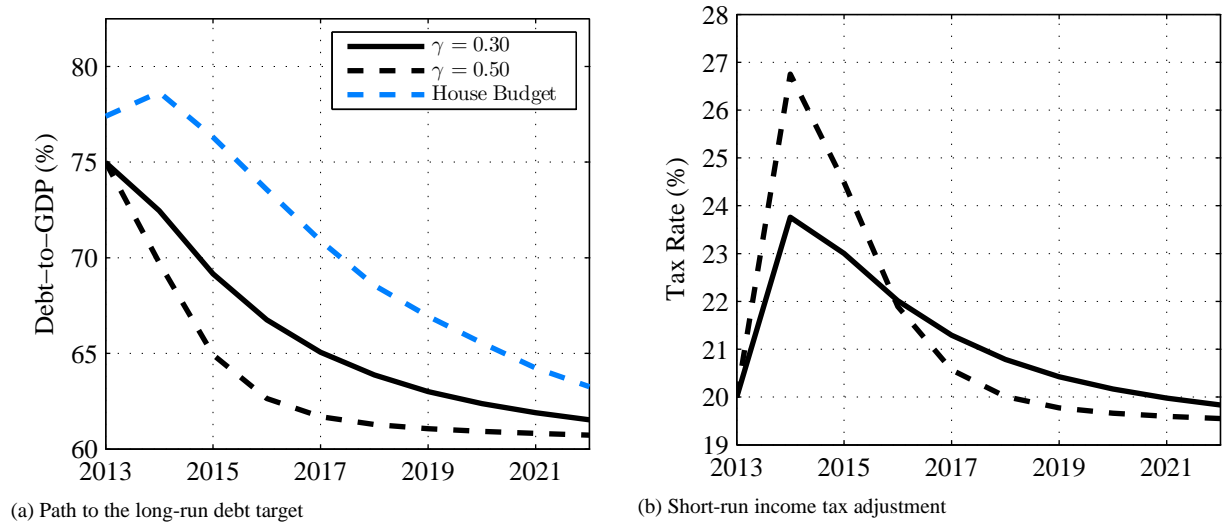 γ = 0.30
γ = 0.50
House Budget
Debt−to−GDP (%)
80
75
70
65
60
2013 2015 2017 2019 2021
(a) Path to the long-run debt target
Tax Rate (%)
28
27
26
25
24
23
22
21
20
19
2013 2015 2017 2019 2021
(b) Short-run income tax adjustment